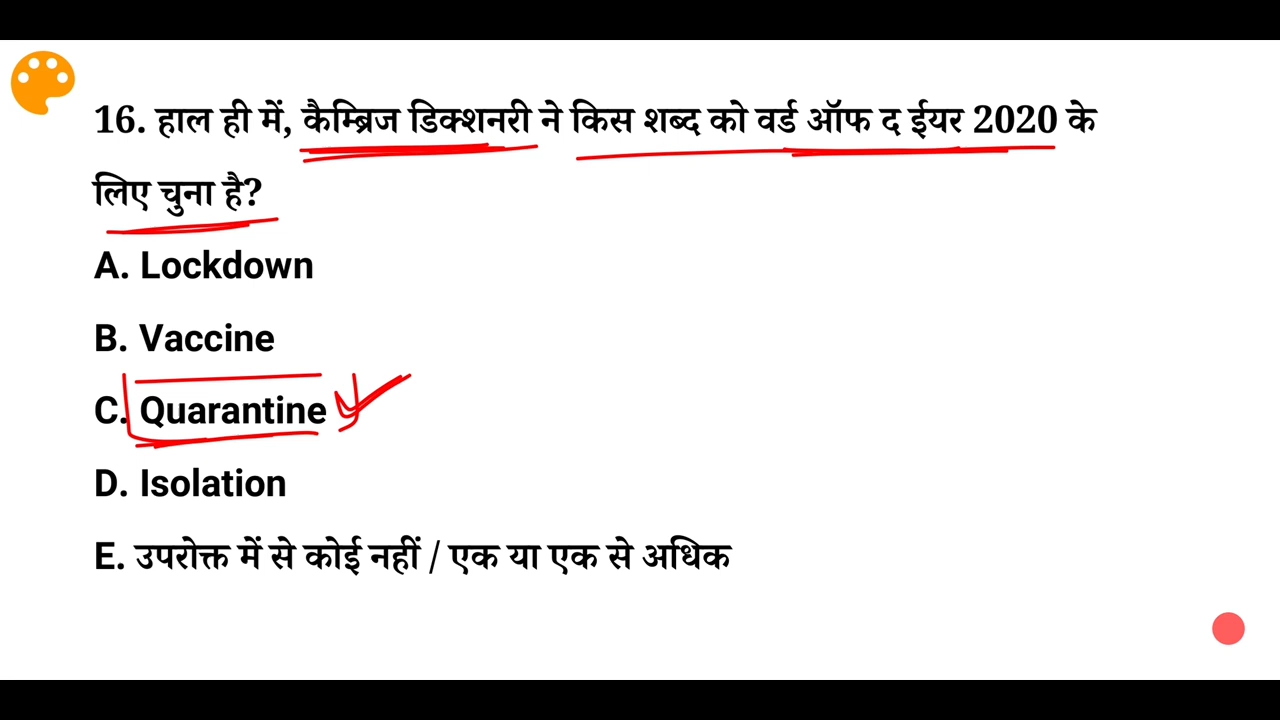 16. हाल ही में, कैम्ब्रिज डिक्शनरी ने किस शब्द को वर्ड ऑफ द ईयर 2020 के
लिए चुना है?
A. Lockdown
B. Vaccine
C. Quarantine
D. Isolation
E. उपरोक्त में से कोई नहीं / एक या एक से अधिक